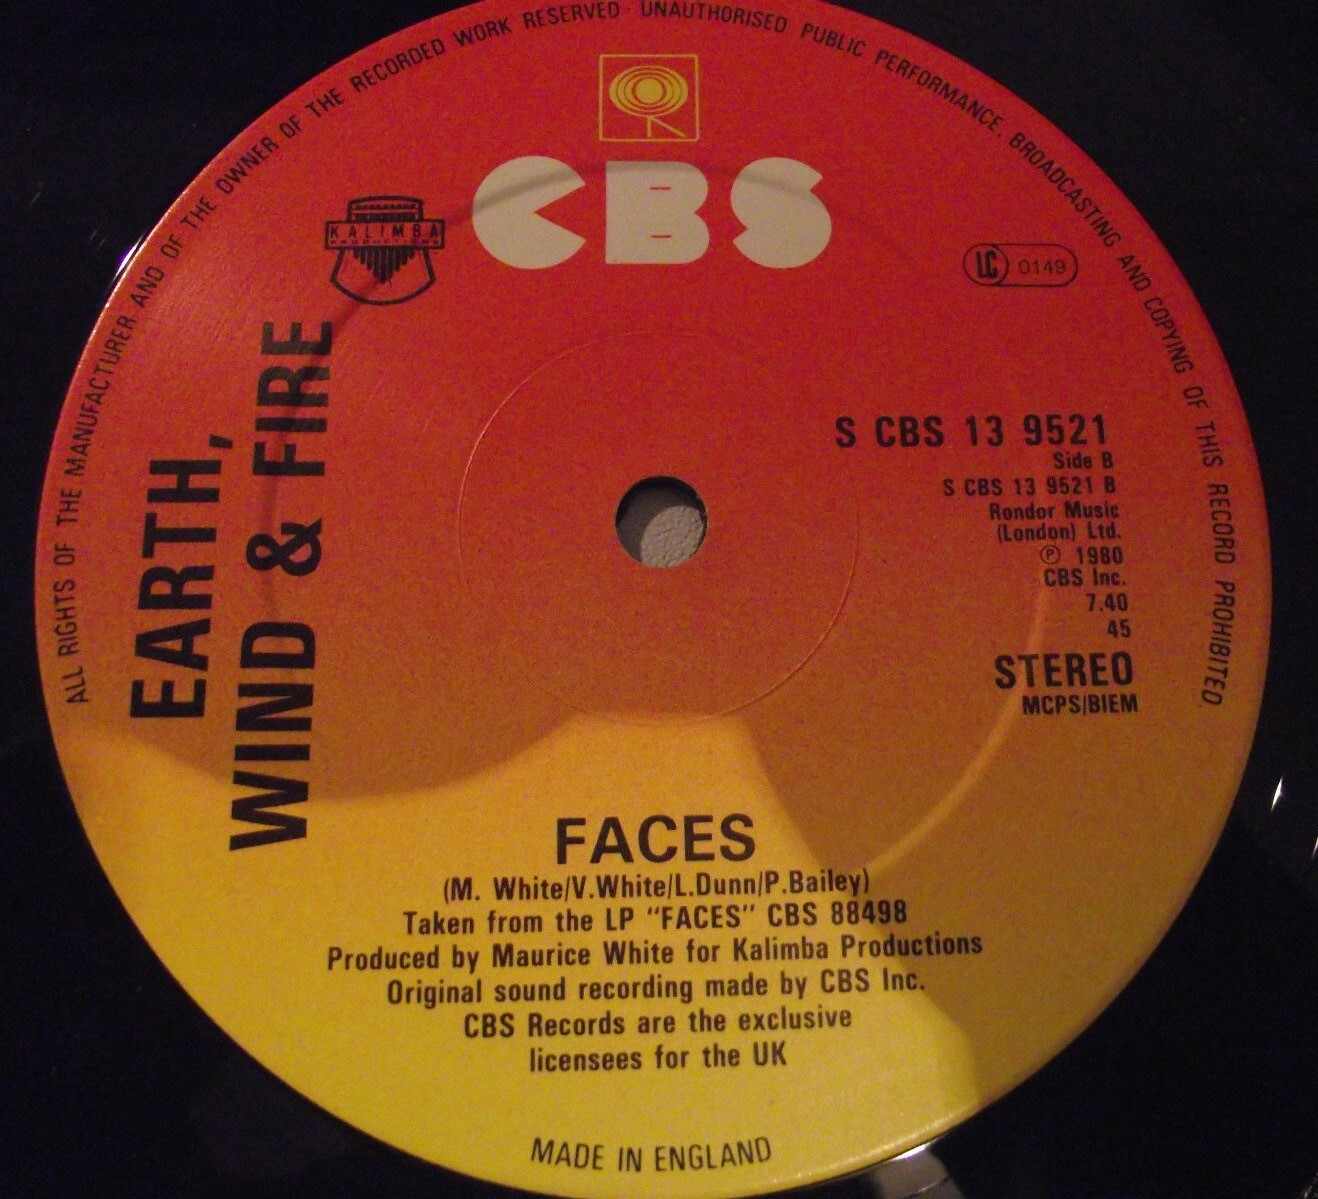 ALL RIGHTS OF THE MANUFACTURER AND OF THE OWNER OF THE RECORDED WORK RESERVED · UNAUTHORISED PUBLIC PERFORMANCE, BROADCASTING AND COPYING OF THIS RECORD PROHIBITED
CBS
KALIMBA
PRODUCTIONS
LC 0149
EARTH,
WIND & FIRE
S CBS 13 9521
Side B
S CBS 13 9521 B
Rondor Music
(London) Ltd.
℗ 1980
CBS Inc.
7.40
45
STEREO
MCPS/BIEM
FACES
(M. White/V.White/L.Dunn/P.Bailey)
Taken from the LP "FACES" CBS 88498
Produced by Maurice White for Kalimba Productions
Original sound recording made by CBS Inc.
CBS Records are the exclusive
licensees for the UK
MADE IN ENGLAND